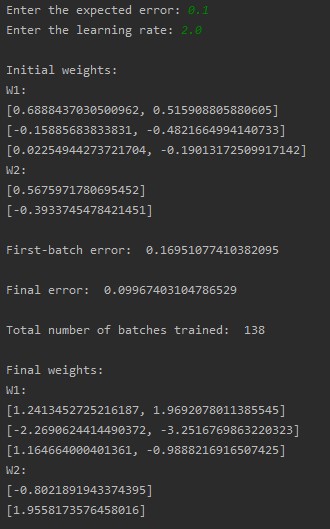 Enter the expected error: 0.1
Enter the learning rate: 2.0
Initial weights:
W1:
[0.6888437030500962, 0.515908805880605]
[-0.15885683833831, -0.4821664994140733]
[0.02254944273721704, -0.19013172509917142]
W2:
[0.5675971780695452]
[-0.3933745478421451]
First-batch error:  0.16951077410382095
Final error:  0.09967403104786529
Total number of batches trained:  138
Final weights:
W1:
[1.2413452725216187, 1.9692078011385545]
[-2.2690624414490372, -3.2516769863220323]
[1.164664000401361, -0.9888216916507425]
W2:
[-0.8021891943374395]
[1.9558173576458016]